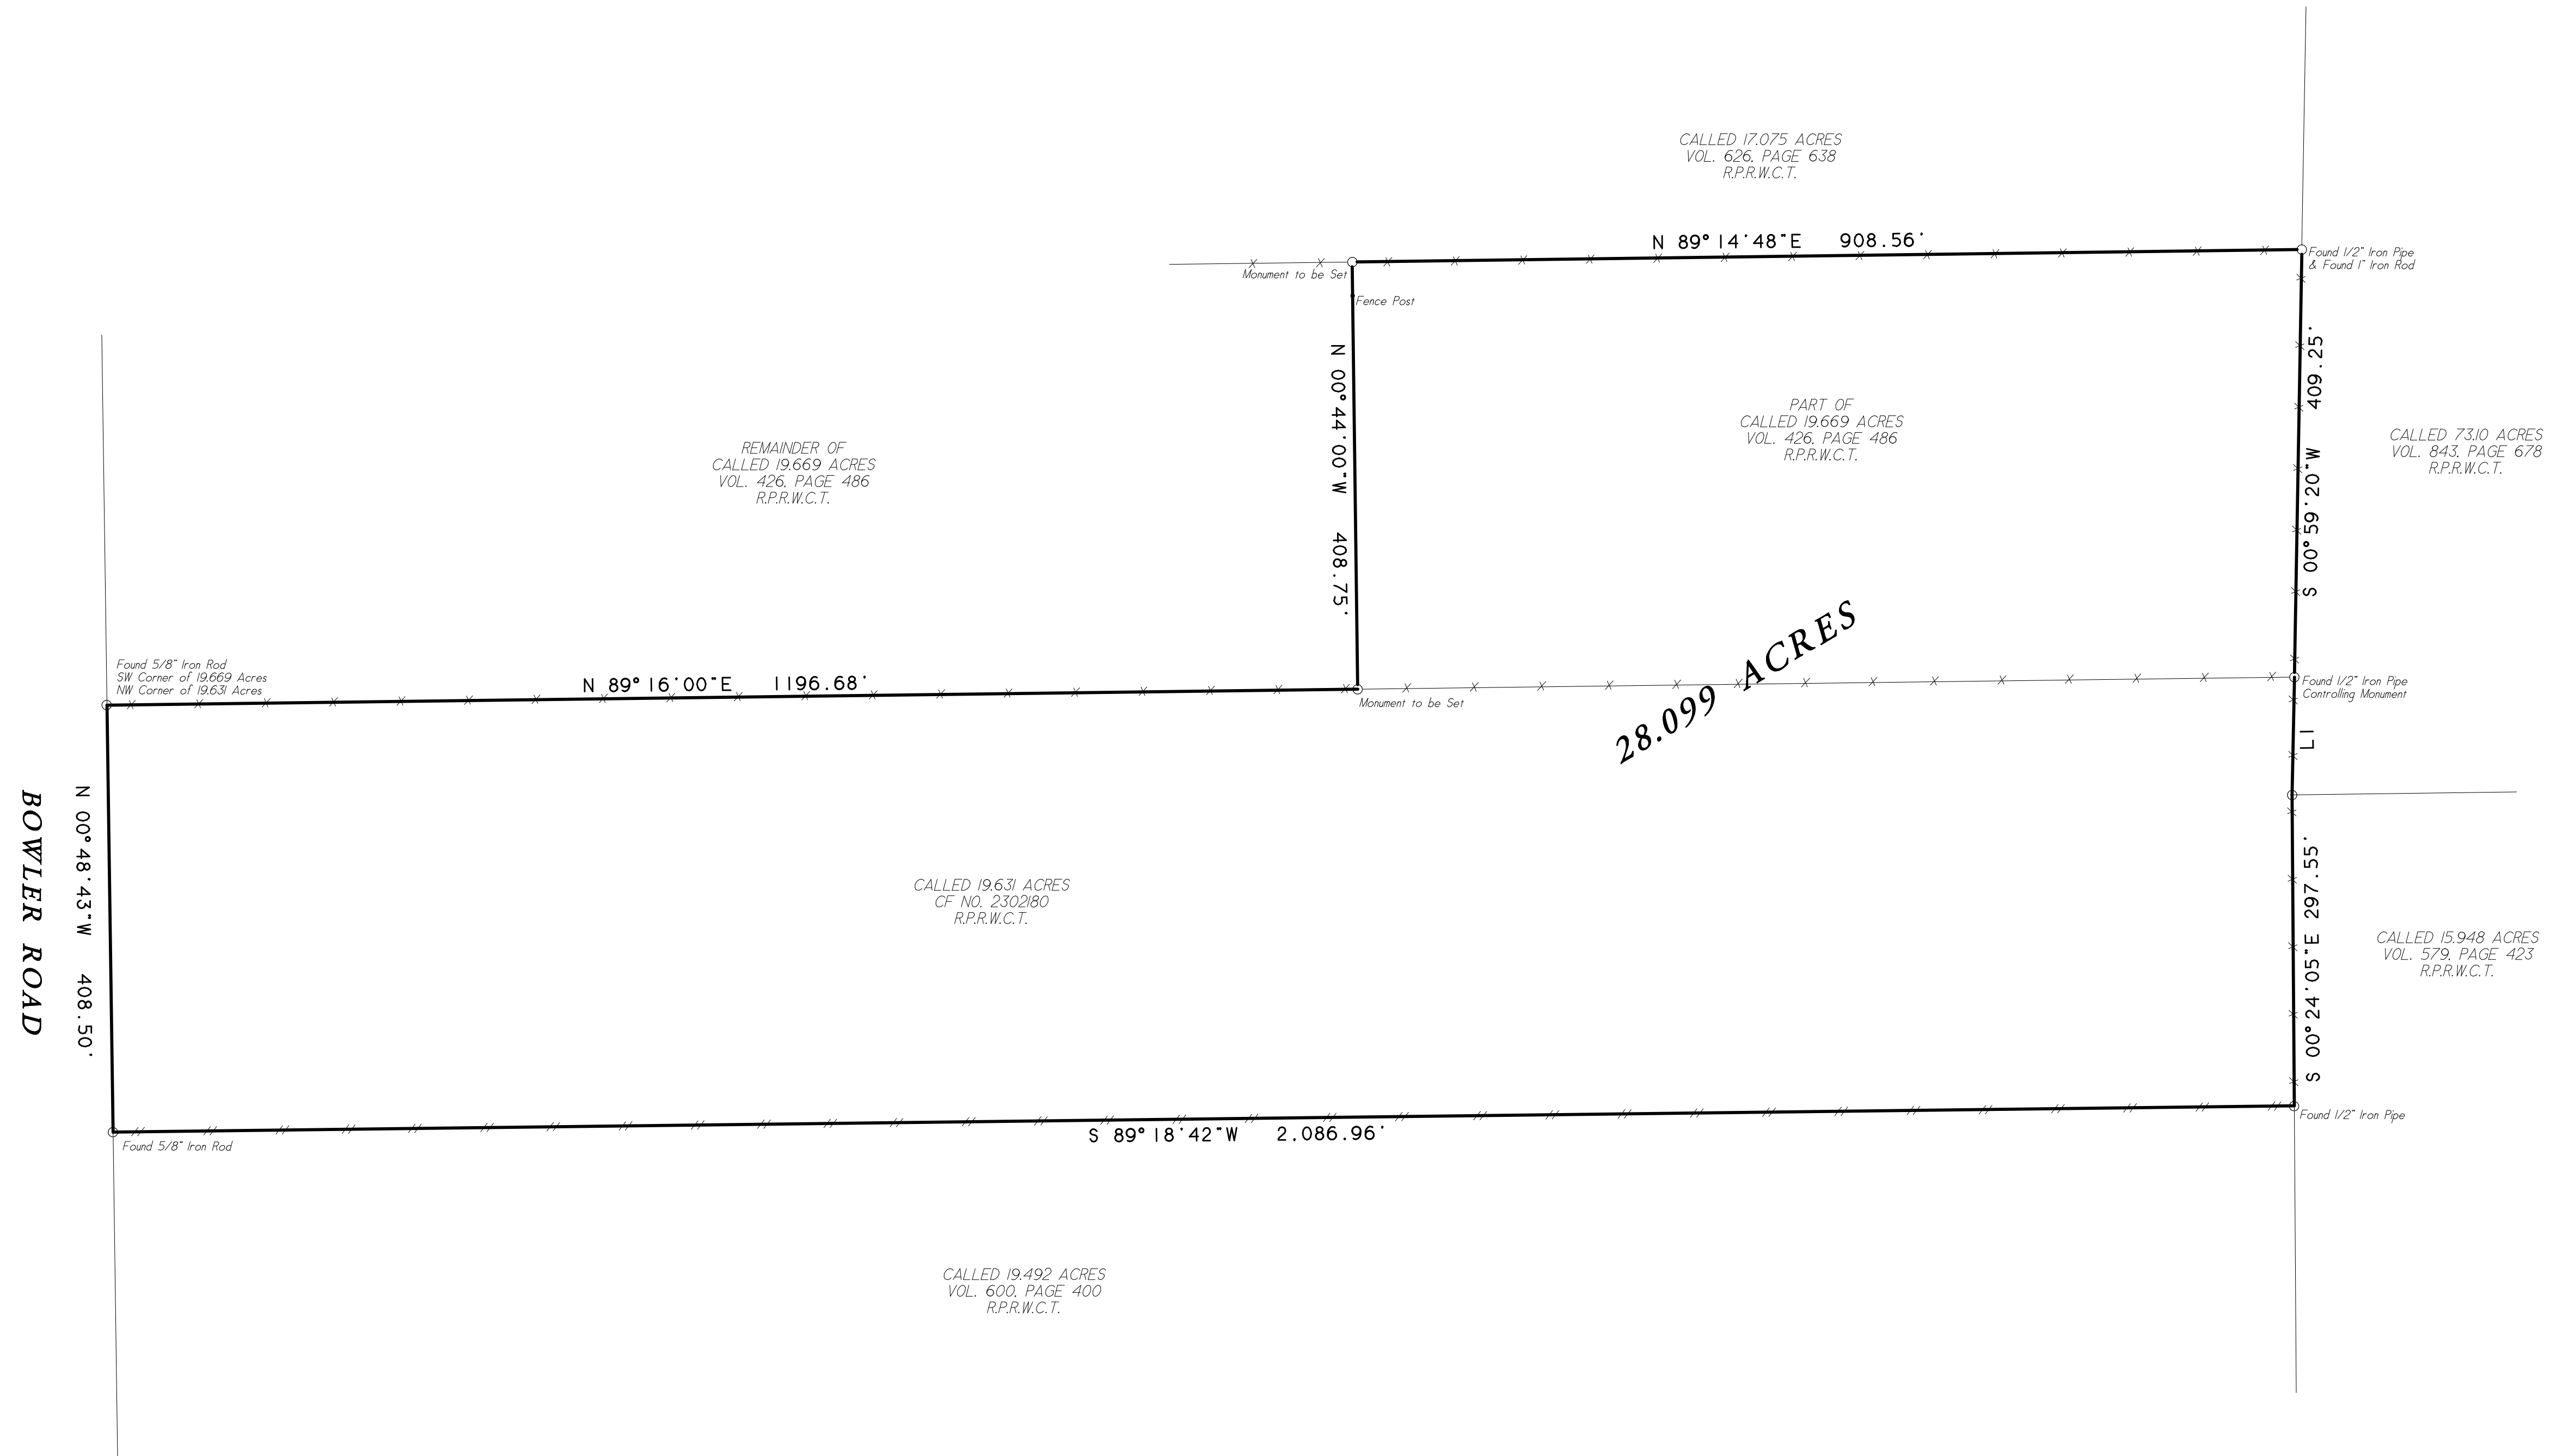 CALLED 17.075 ACRES
VOL. 626, PAGE 638
R.P.R.W.C.T.
N 89°14'48"E 908.56'
Found 1/2" Iron Pipe
& Found 1" Iron Rod
Monument to be Set
Fence Post
N 00°44'00"W 408.75'
S 00°59'20"W 409.25'
PART OF
CALLED 19.669 ACRES
VOL. 426, PAGE 486
R.P.R.W.C.T.
CALLED 73.10 ACRES
VOL. 843, PAGE 678
R.P.R.W.C.T.
REMAINDER OF
CALLED 19.669 ACRES
VOL. 426, PAGE 486
R.P.R.W.C.T.
28.099 ACRES
Found 5/8" Iron Rod
SW Corner of 19.669 Acres
NW Corner of 19.631 Acres
N 89°16'00"E 1196.68'
Monument to be Set
Found 1/2" Iron Pipe
Controlling Monument
L1
BOWLER ROAD
N 00°48'43"W 408.50'
CALLED 19.631 ACRES
CF NO. 2302180
R.P.R.W.C.T.
S 00°24'05"E 297.55'
CALLED 15.948 ACRES
VOL. 579, PAGE 423
R.P.R.W.C.T.
Found 5/8" Iron Rod
S 89°18'42"W 2,086.96'
Found 1/2" Iron Pipe
CALLED 19.492 ACRES
VOL. 600, PAGE 400
R.P.R.W.C.T.